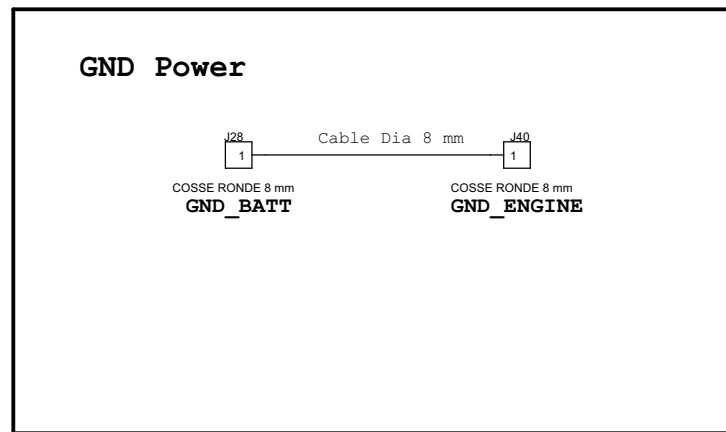 GND Power
J28 Cable Dia 8 mm J40
1 1
COSSE RONDE 8 mm COSSE RONDE 8 mm
GND_BATT GND_ENGINE